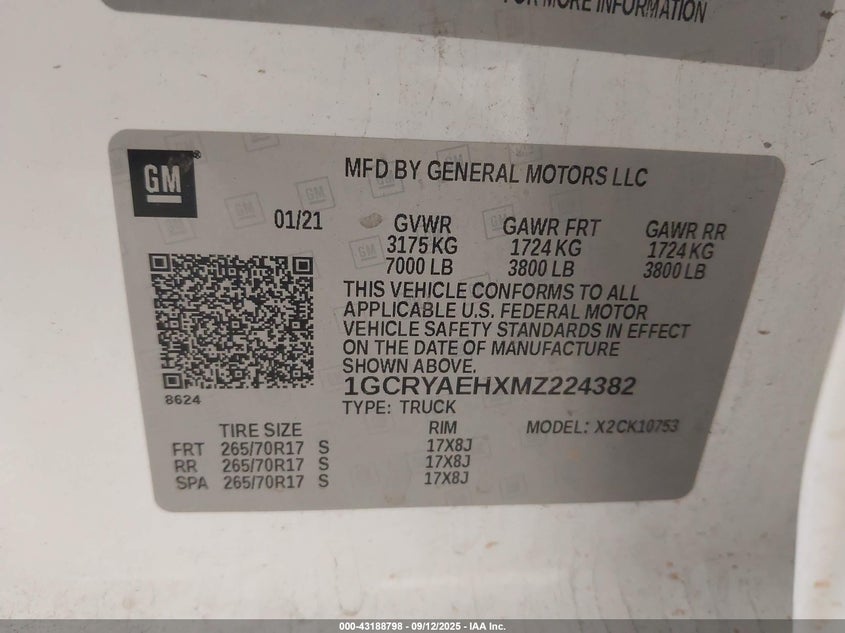 FOR MORE INFORMATION
GM
MFD BY GENERAL MOTORS LLC
01/21
GVWR GAWR FRT GAWR RR
3175 KG 1724 KG 1724 KG
7000 LB 3800 LB 3800 LB
THIS VEHICLE CONFORMS TO ALL
APPLICABLE U.S. FEDERAL MOTOR
VEHICLE SAFETY STANDARDS IN EFFECT
ON THE DATE OF MANUFACTURE
SHOWN ABOVE.
1GCRYAEHXMZ224382
8624
TYPE: TRUCK
TIRE SIZE RIM MODEL: X2CK10753
FRT 265/70R17 S 17X8J
RR 265/70R17 S 17X8J
SPA 265/70R17 S 17X8J
000-43188798 - 09/12/2025 - IAA Inc.